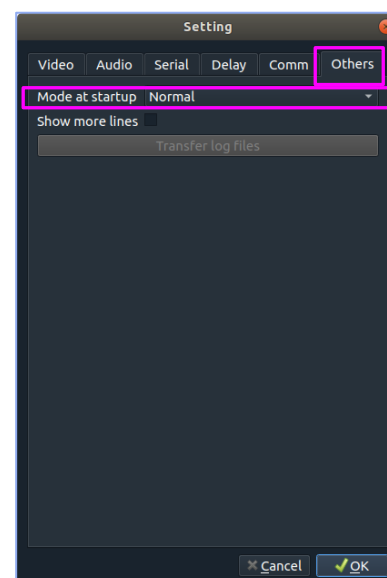 Setting
Video Audio Serial Delay Comm Others
Mode at startup Normal
Show more lines
Transfer log files
Cancel OK